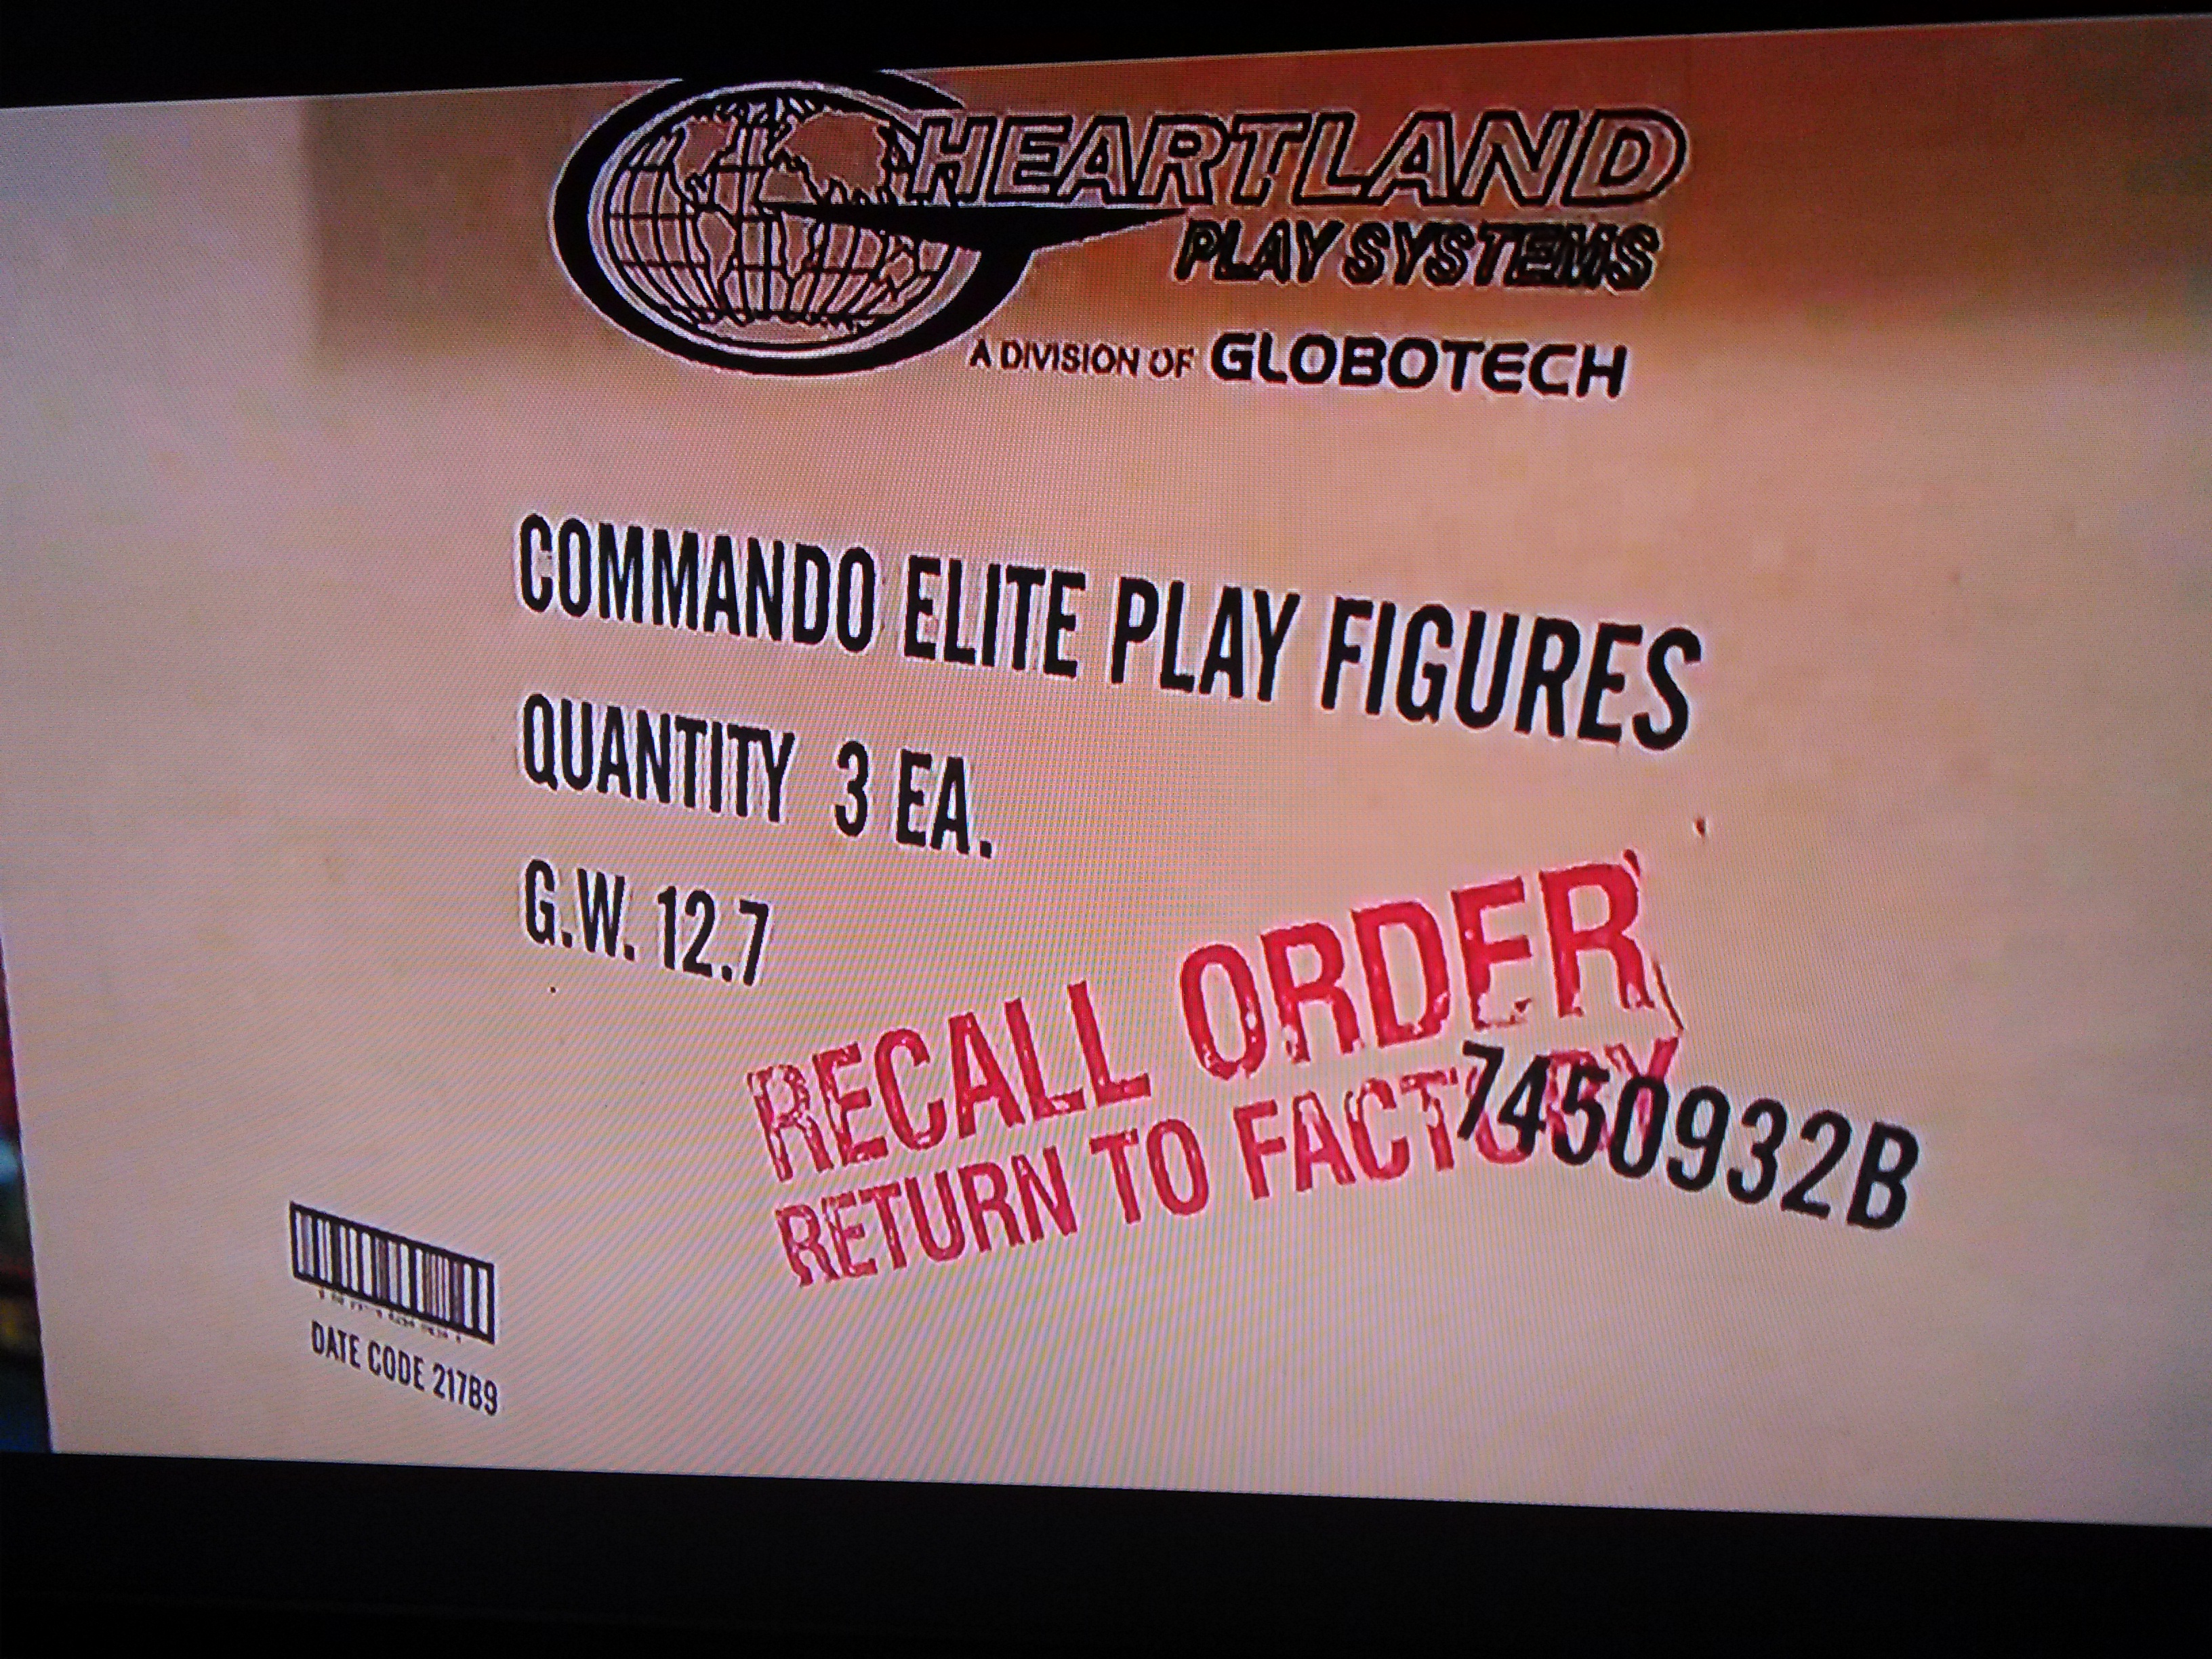 HEARTLAND
PLAY SYSTEMS
A DIVISION OF GLOBOTECH
COMMANDO ELITE PLAY FIGURES
QUANTITY 3 EA.
G.W. 12.7
RECALL ORDER
RETURN TO FACTORY
7450932B
DATE CODE 217B9